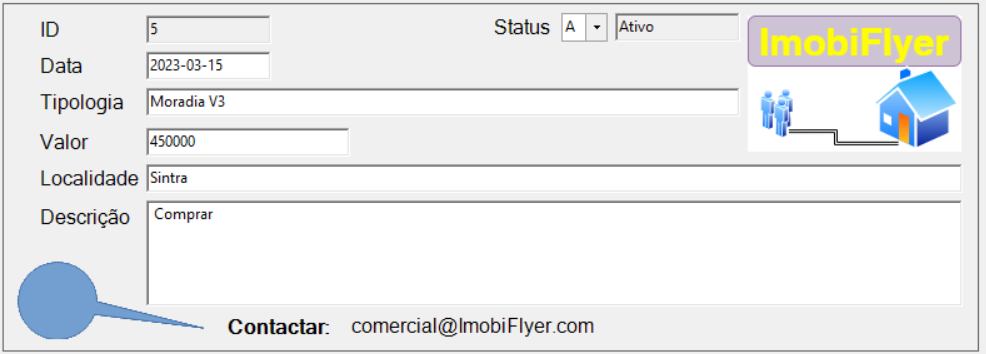 ID 5 Status A Ativo
ImobiFlyer
Data 2023-03-15
Tipologia Moradia V3
Valor 450000
Localidade Sintra
Descrição Comprar
Contactar: comercial@ImobiFlyer.com